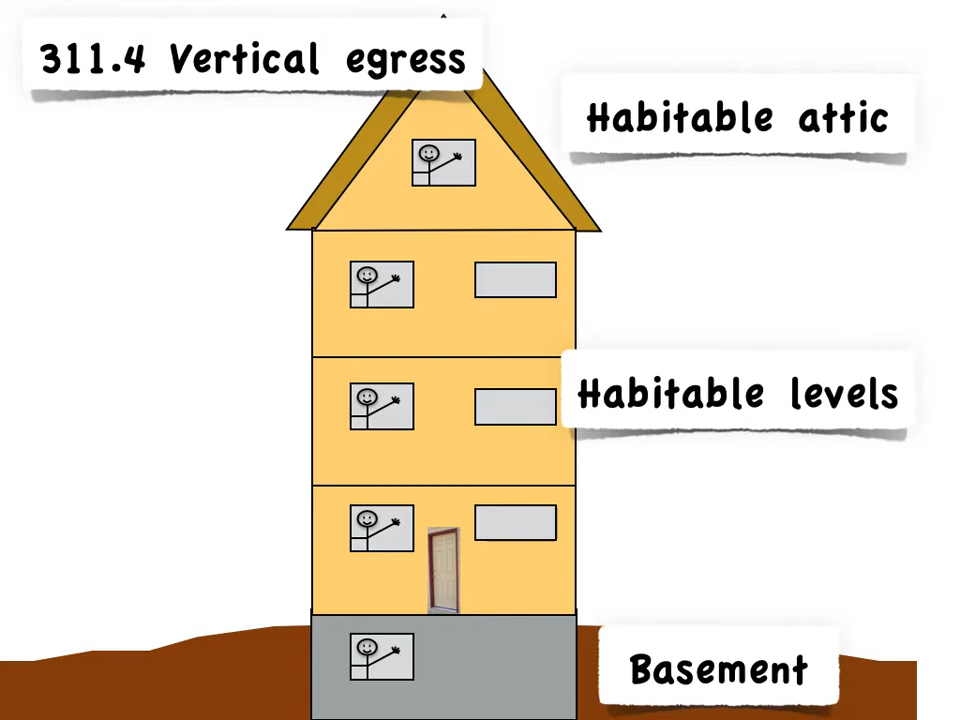 311.4 Vertical egress
Habitable attic
Habitable levels
Basement